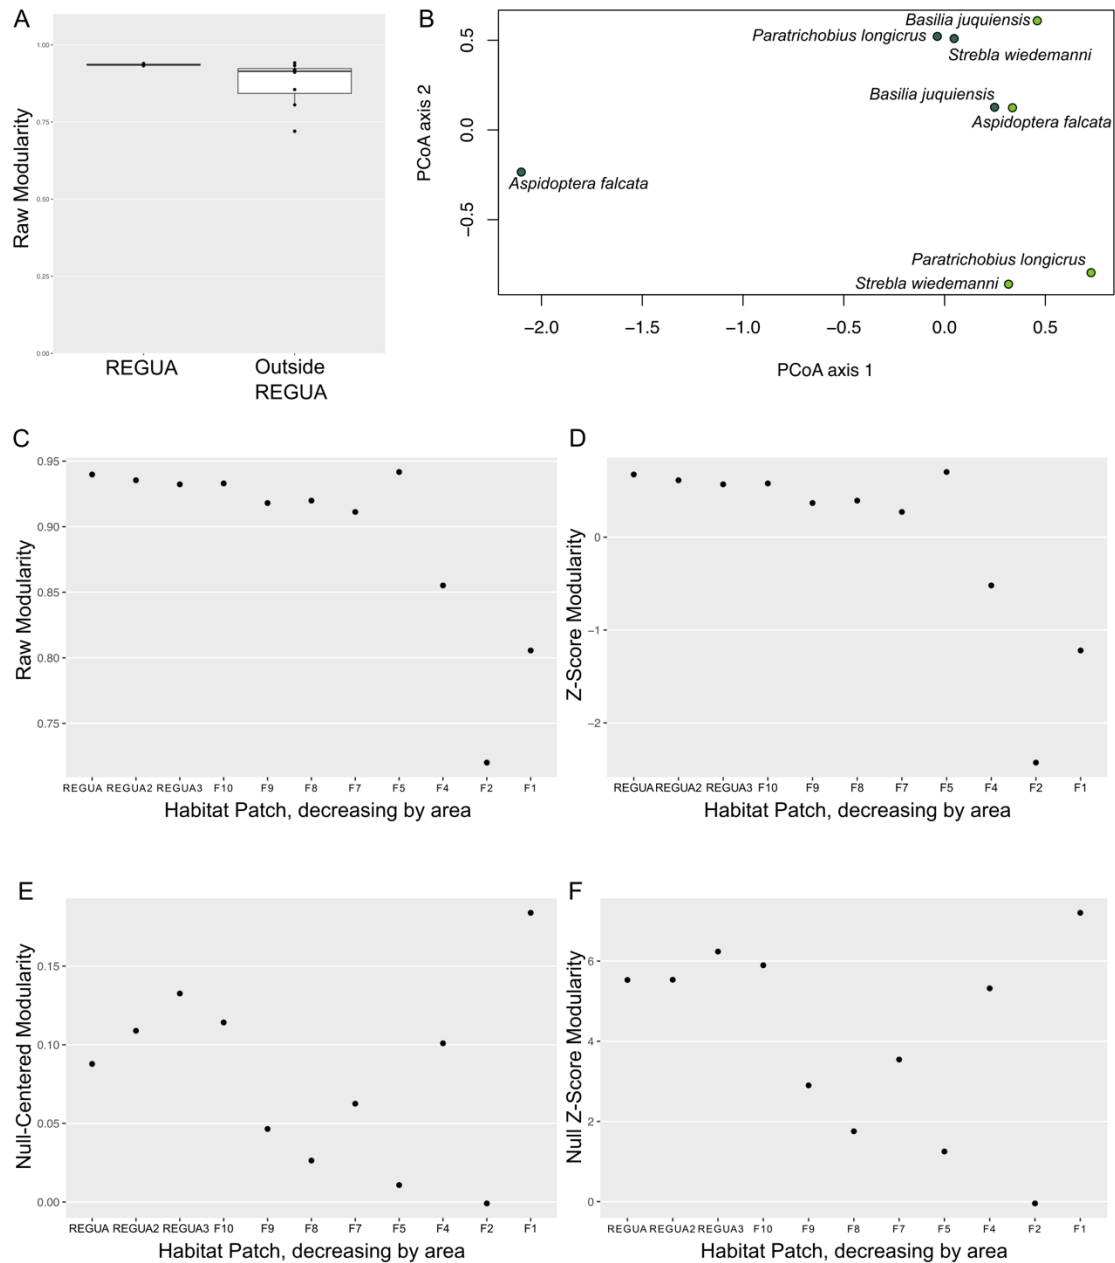 A
1.00
0.75
0.50
0.25
0.00
Raw Modularity
REGUA
Outside
REGUA
B
0.5
0.0
−0.5
PCoA axis 2
Basilia juquiensis
Paratrichobius longicrus
Strebla wiedemanni
Basilia juquiensis
Aspidoptera falcata
Aspidoptera falcata
Paratrichobius longicrus
Strebla wiedemanni
−2.0 −1.5 −1.0 −0.5 0.0 0.5
PCoA axis 1
C
0.95
0.90
0.85
0.80
0.75
Raw Modularity
REGUA REGUA2 REGUA3 F10 F9 F8 F7 F5 F4 F2 F1
Habitat Patch, decreasing by area
D
0
−1
−2
Z-Score Modularity
REGUA REGUA2 REGUA3 F10 F9 F8 F7 F5 F4 F2 F1
Habitat Patch, decreasing by area
E
0.15
0.10
0.05
0.00
Null-Centered Modularity
REGUA REGUA2 REGUA3 F10 F9 F8 F7 F5 F4 F2 F1
Habitat Patch, decreasing by area
F
6
4
2
0
Null Z-Score Modularity
REGUA REGUA2 REGUA3 F10 F9 F8 F7 F5 F4 F2 F1
Habitat Patch, decreasing by area